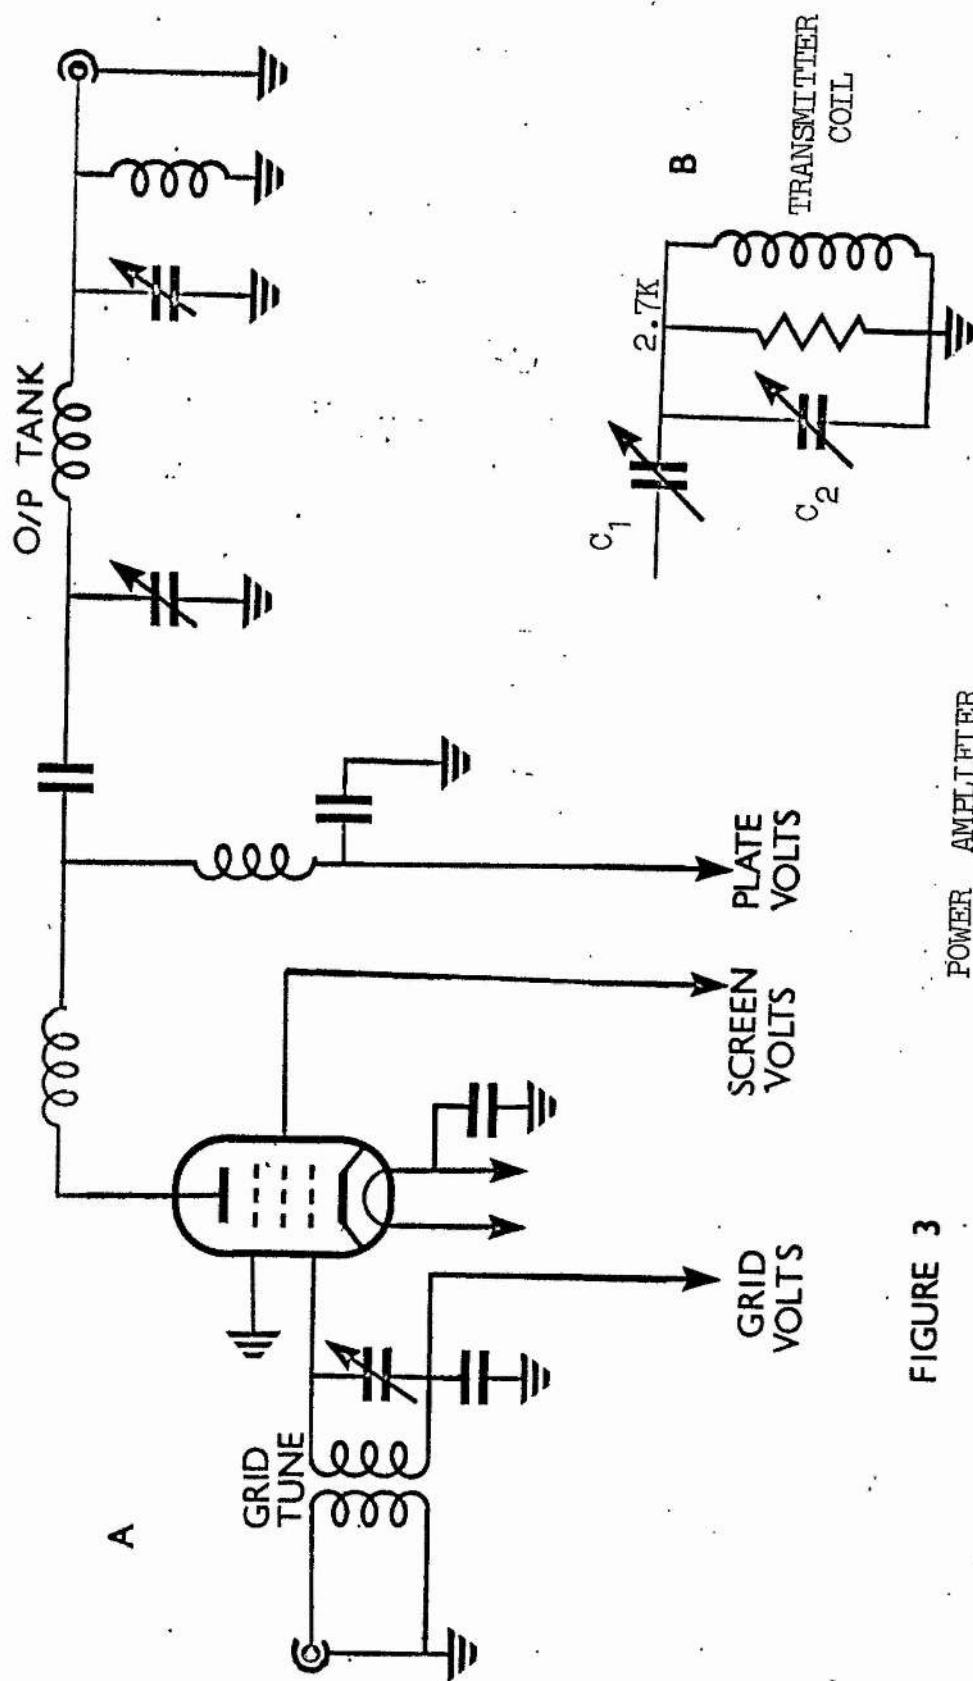 A
GRID
TUNE
O/P TANK
GRID
VOLTS
SCREEN
VOLTS
PLATE
VOLTS
B
C1
C2
2.7K
TRANSMITTER
COIL
FIGURE 3
POWER AMPLIFIER